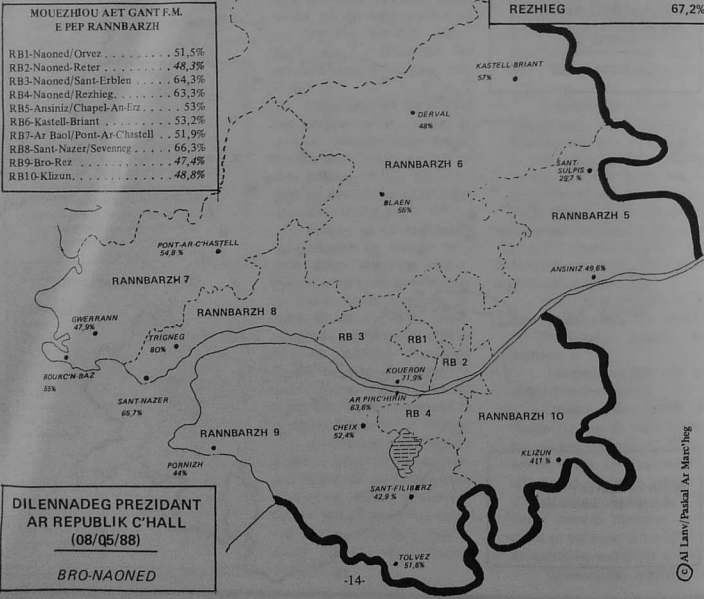 MOUEZHIOU AET GANT F.M.
E PEP RANNBARZH
RB1-Naoned/Orvez . . . . . . . . 51,5%
RB2-Naoned-Reter . . . . . . . . 48,3%
RB3-Naoned/Sant-Erblen . . . . 64,3%
RB4-Naoned/Rezhieg. . . . . . . 63,3%
RB5-Ansiniz/Chapel-An-Erz . . . 53%
RB6-Kastell-Briant . . . . . . . . 53,2%
RB7-Ar Baol/Pont-Ar-Chastell . . 51,9%
RB8-Sant-Nazer/Sevenneg . . . . 66,3%
RB9-Bro-Rez . . . . . . . . . . . 47,4%
RB10-Klizun. . . . . . . . . . . . 48,8%
REZHIEG 67,2%
KASTELL-BRIANT
57%
DERVAL
48%
RANNBARZH 6
SANT-
SULPIS
29,7 %
BLAEN
56%
RANNBARZH 5
PONT-AR-C'HASTELL
54,8 %
ANSINIZ 49,6%
RANNBARZH 7
RANNBARZH 8
GWERRANN
47,9%
TRIGNEG
80%
RB 3
RB1
RB 2
BOURC'N-BAZ
55%
SANT-NAZER
65,7%
KOUERON
71,9%
AR PIRC'HIRIN
63,6%
RB 4
RANNBARZH 10
CHEIX
52,4%
RANNBARZH 9
PORNIZH
44%
KLIZUN
41,1 %
SANT-FILIBERZ
42,9 %
TOLVEZ
51,6%
DILENNADEG PREZIDANT
AR REPUBLIK C'HALL
(08/05/88)
BRO-NAONED
-14-
© Al Lanv/Paskal Ar Marc'heg